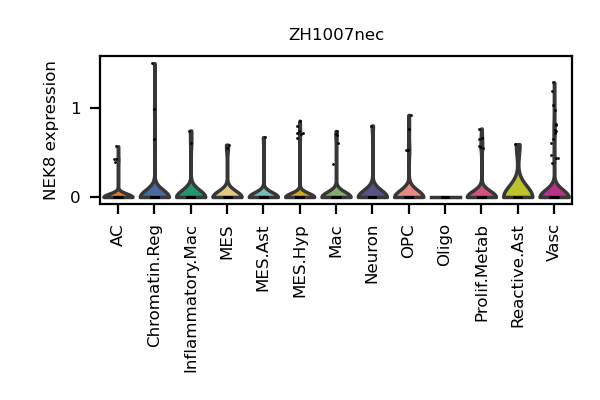 ZH1007nec
NEK8 expression
1
0
AC
Chromatin.Reg
Inflammatory.Mac
MES
MES.Ast
MES.Hyp
Mac
Neuron
OPC
Oligo
Prolif.Metab
Reactive.Ast
Vasc